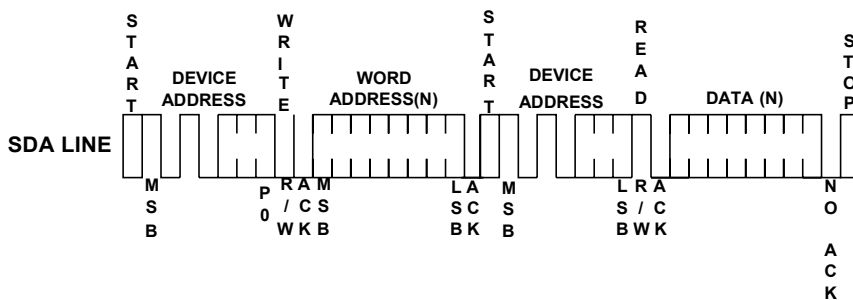 START
DEVICE
ADDRESS
WRITE
WORD
ADDRESS(N)
START
DEVICE
ADDRESS
READ
DATA (N)
STOP
SDA LINE
MSB
P0
R/W
ACK
MSB
LSB
ACK
MSB
LSB
R/W
ACK
NO ACK